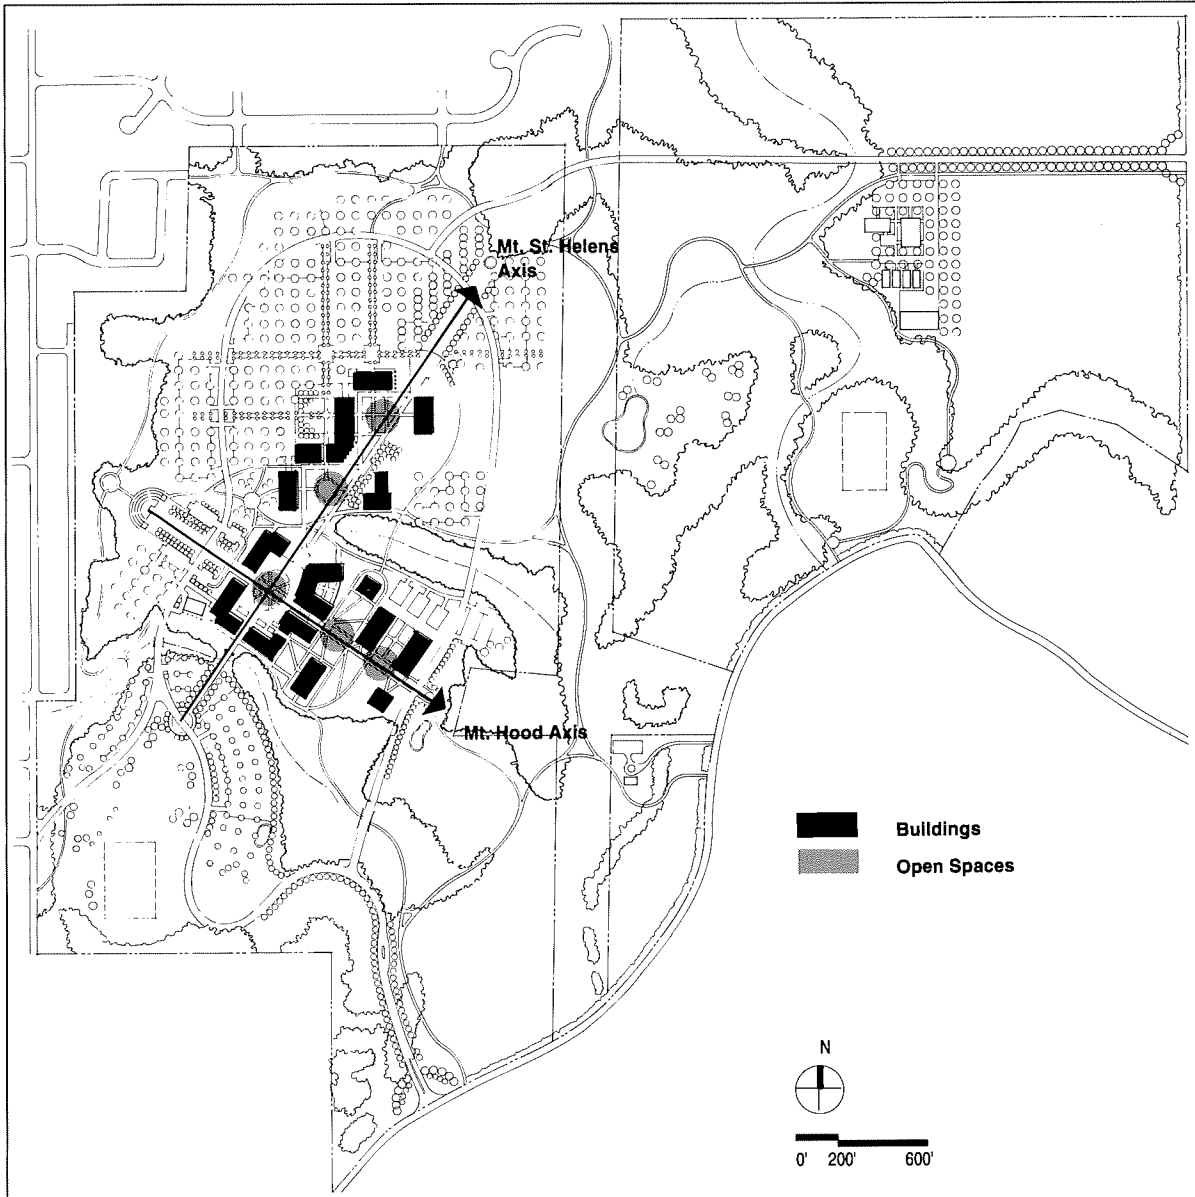 Mt. St. Helens
Axis
Mt. Hood Axis
Buildings
Open Spaces
N
0' 200' 600'